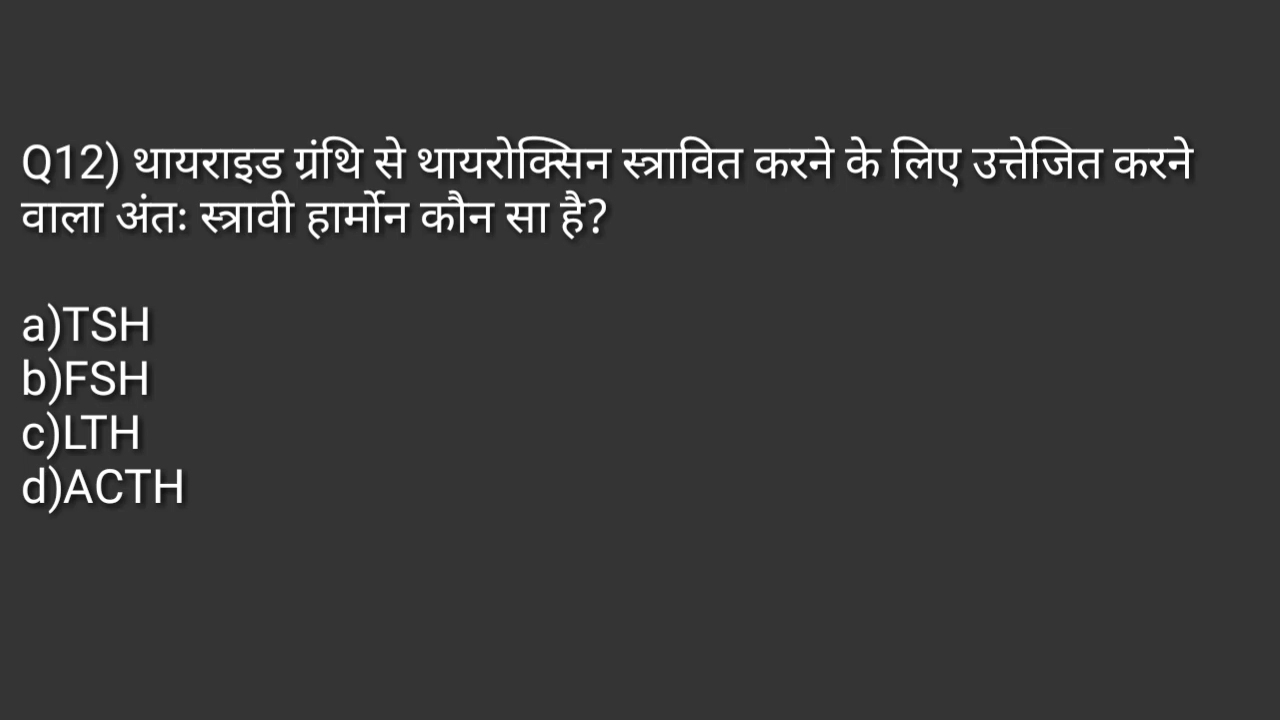 Q12) थायराइड ग्रंथि से थायरोक्सिन स्त्रावित करने के लिए उत्तेजित करने
वाला अंतः स्त्रावी हार्मोन कौन सा है?
a)TSH
b)FSH
c)LTH
d)ACTH